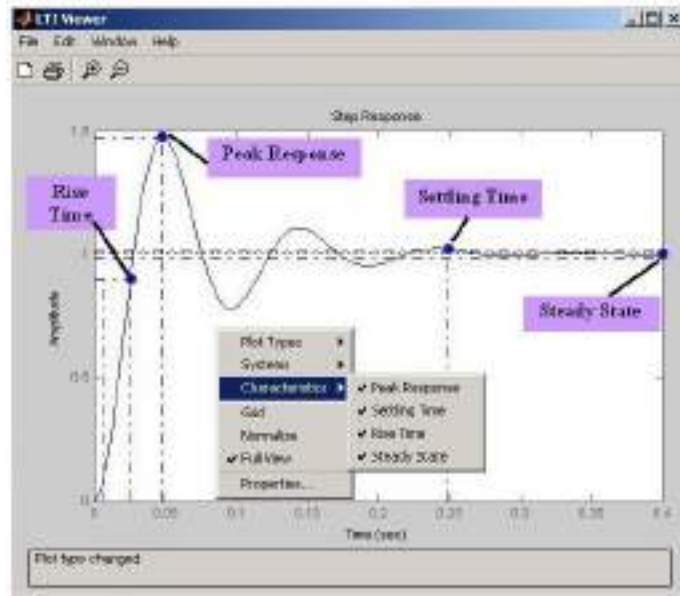 LTI Viewer
File Edit Window Help
Step Response
1.5
Peak Response
Rise
Time
Settling Time
1
Steady State
Amplitude
Plot Types
Systems
Characteristics
Peak Response
Settling Time
Grid
Rise Time
Normalize
Steady State
Full View
Properties...
0.5
0
0 0.05 0.1 0.15 0.2 0.25 0.3 0.35 0.4
Time (sec)
Plot type changed